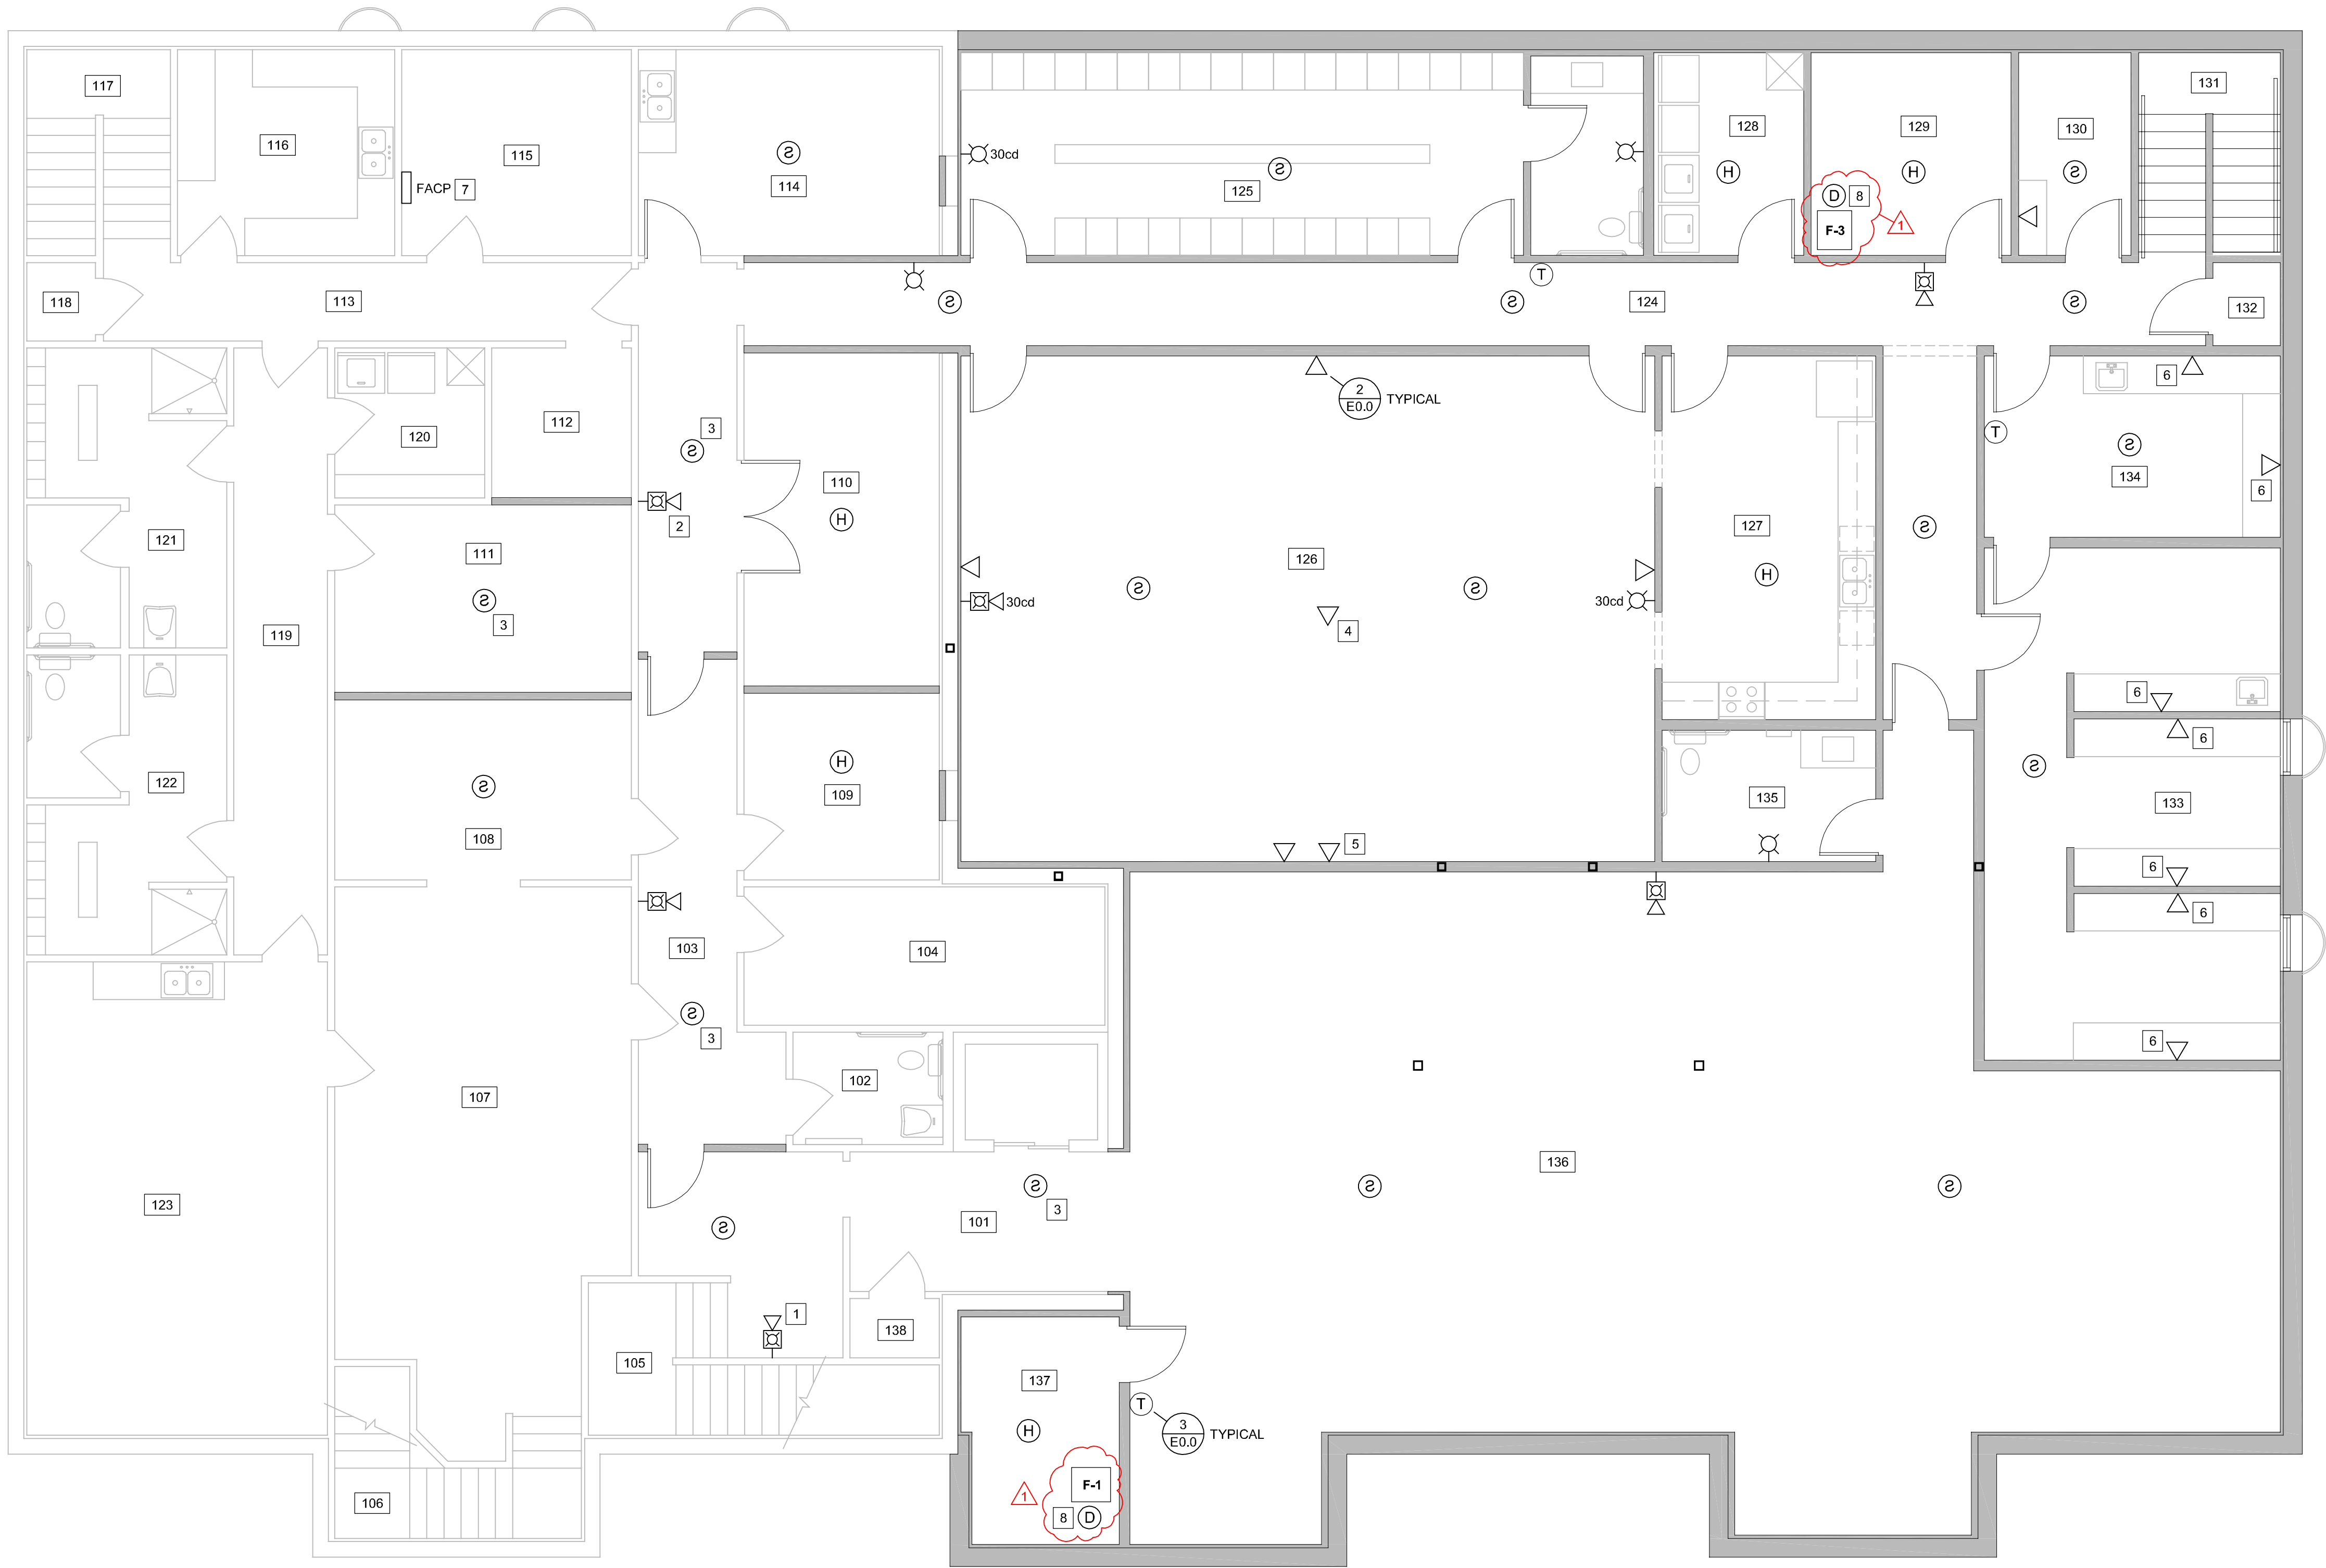 117
116
115
FACP 7
S
114
30cd
S
125
128
H
129
H
D 8
F-3
1
130
S
131
118
113
S
T
S
124
S
132
120
112
3
S
2
110
H
2
E0.0
TYPICAL
6
T
S
134
6
121
111
S
3
119
126
S
S
30cd
30cd
4
127
H
S
6
6
122
S
108
H
109
5
135
S
133
6
6
103
104
S
3
6
102
107
123
S
3
101
S
136
S
S
1
138
105
137
H
T
3
E0.0
TYPICAL
106
1
F-1
8 D